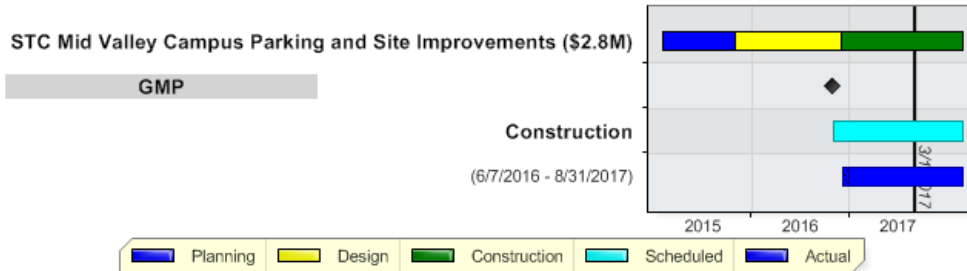 STC Mid Valley Campus Parking and Site Improvements ($2.8M)
GMP
Construction
(6/7/2016 - 8/31/2017)
2015 2016 2017
Planning Design Construction Scheduled Actual